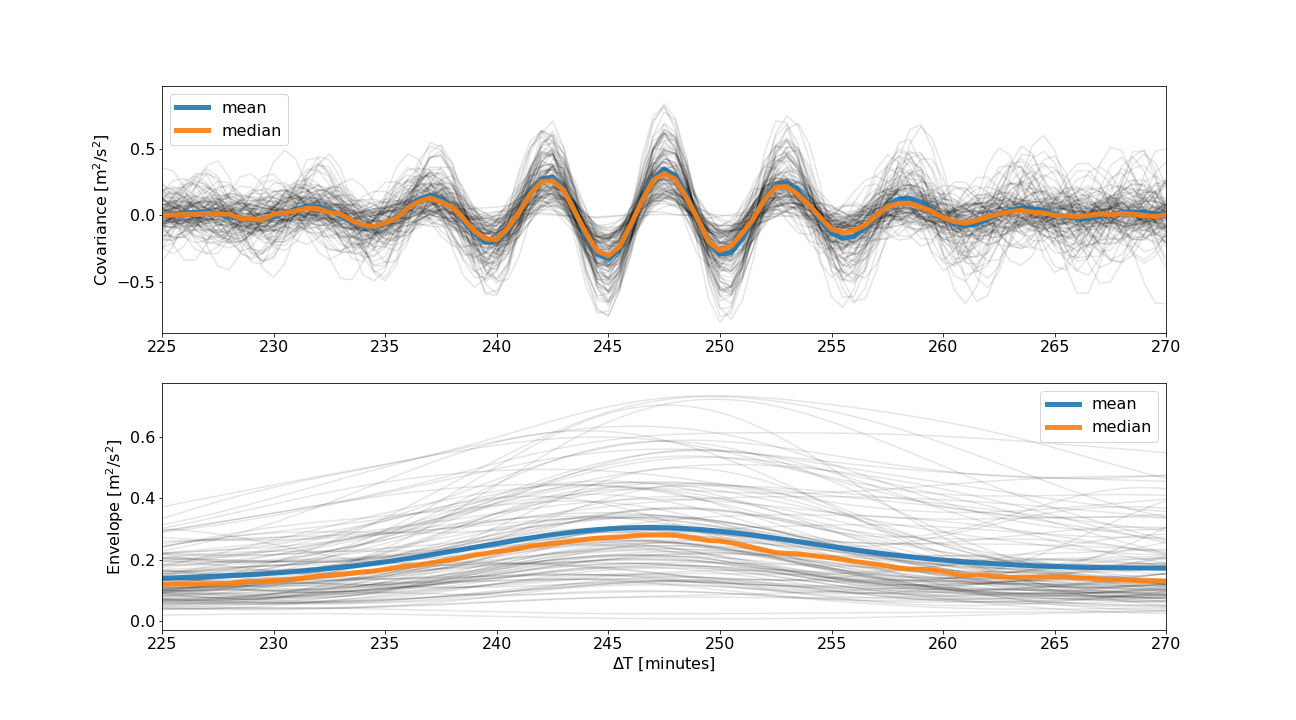 mean
median
Covariance [m²/s²]
0.5
0.0
−0.5
225 230 235 240 245 250 255 260 265 270
mean
median
Envelope [m²/s²]
0.6
0.4
0.2
0.0
225 230 235 240 245 250 255 260 265 270
ΔT [minutes]